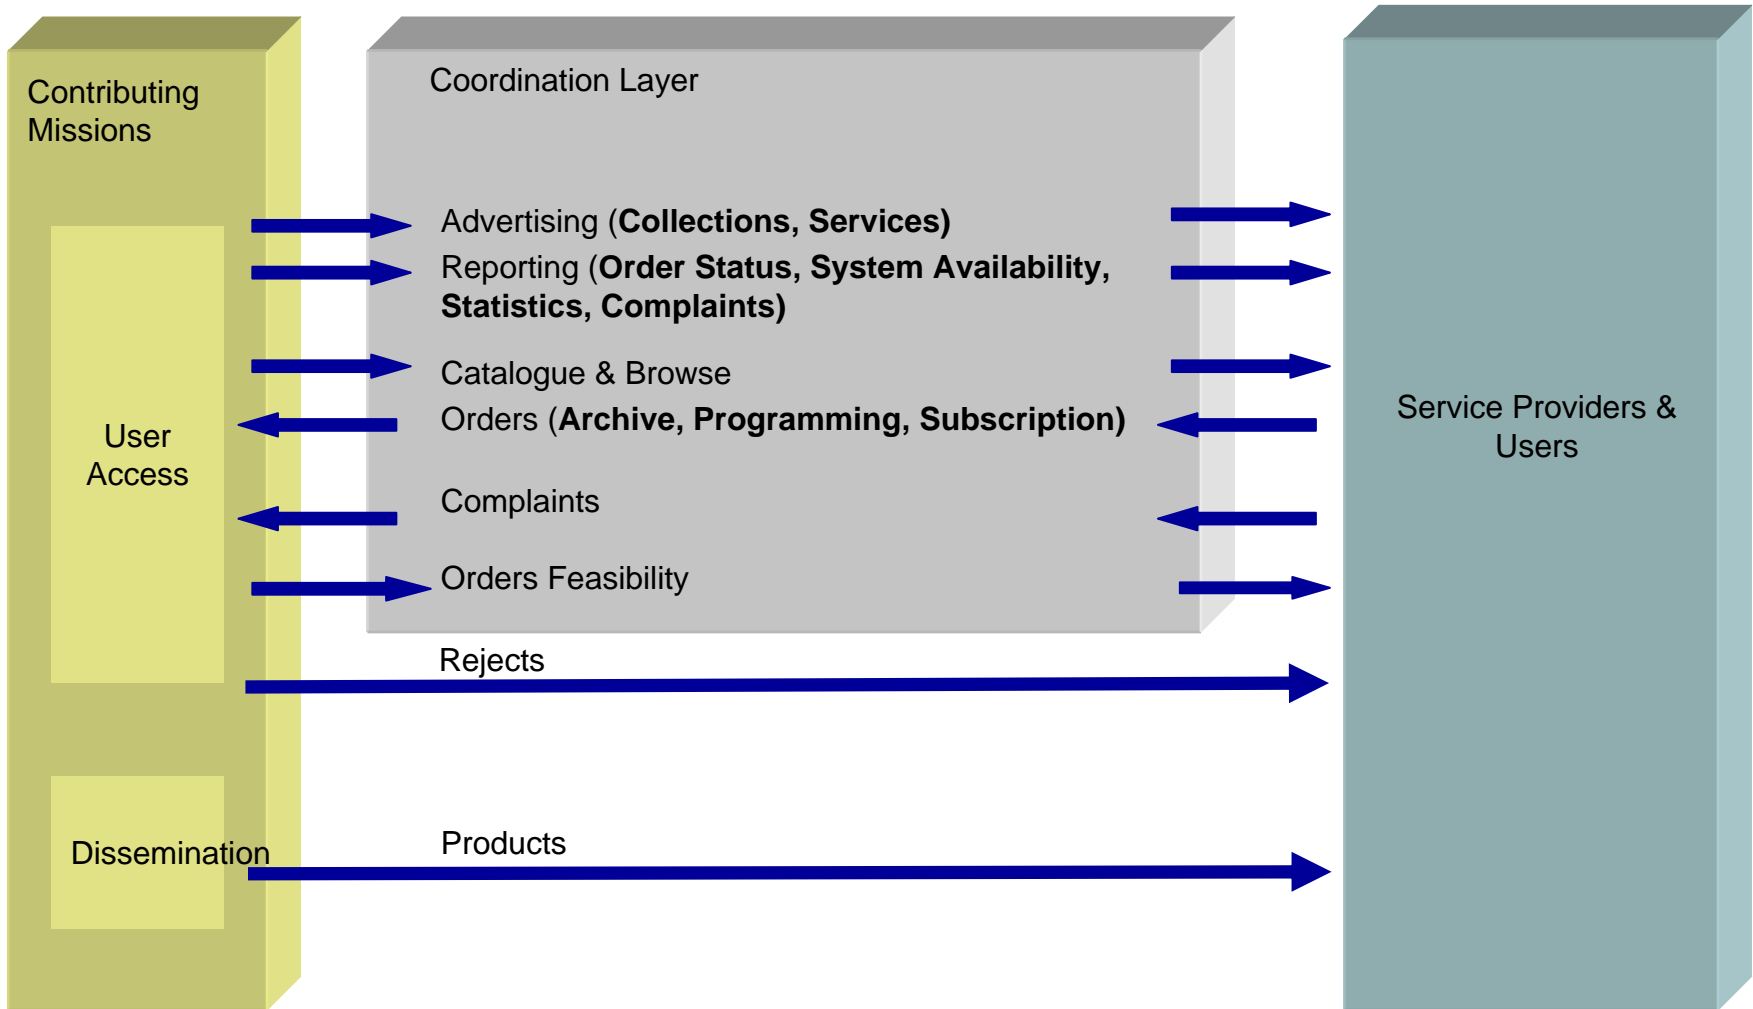 Contributing
Missions
Coordination Layer
Advertising (Collections, Services)
Reporting (Order Status, System Availability,
Statistics, Complaints)
Catalogue & Browse
Orders (Archive, Programming, Subscription)
Complaints
Orders Feasibility
User
Access
Service Providers &
Users
Rejects
Dissemination
Products